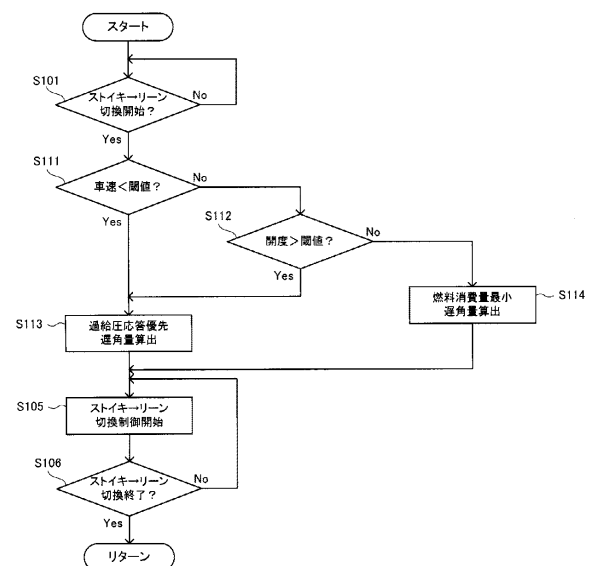 スタート
S101
ストイキ→リーン
切換開始？
No
Yes
S111
車速＜閾値？
No
Yes
S112
開度＞閾値？
No
Yes
S113
過給圧応答優先
遅角量算出
燃料消費量最小
遅角量算出
S114
S105
ストイキ→リーン
切換制御開始
S106
ストイキ→リーン
切換終了？
No
Yes
リターン